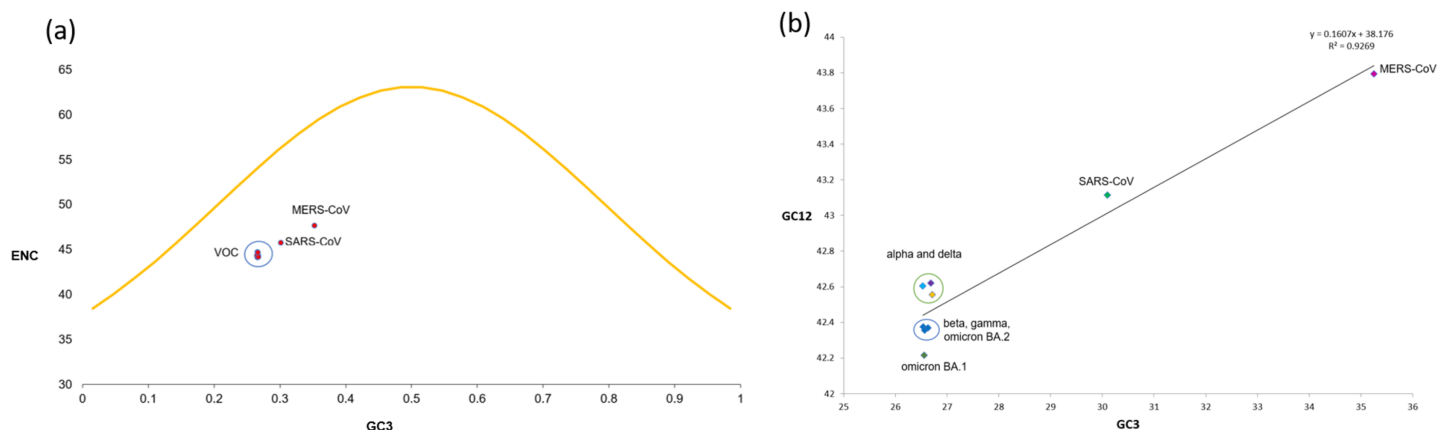 (a)
65
60
55
50
45
40
35
30
ENC
MERS-CoV
SARS-CoV
VOC
0
0.1
0.2
0.3
0.4
0.5
0.6
0.7
0.8
0.9
1
GC3
(b)
44
43.8
43.6
43.4
43.2
43
42.8
42.6
42.4
42.2
42
GC12
y = 0.1607x + 38.176
R² = 0.9269
MERS-CoV
SARS-CoV
alpha and delta
beta, gamma,
omicron BA.2
omicron BA.1
25
26
27
28
29
30
31
32
33
34
35
36
GC3